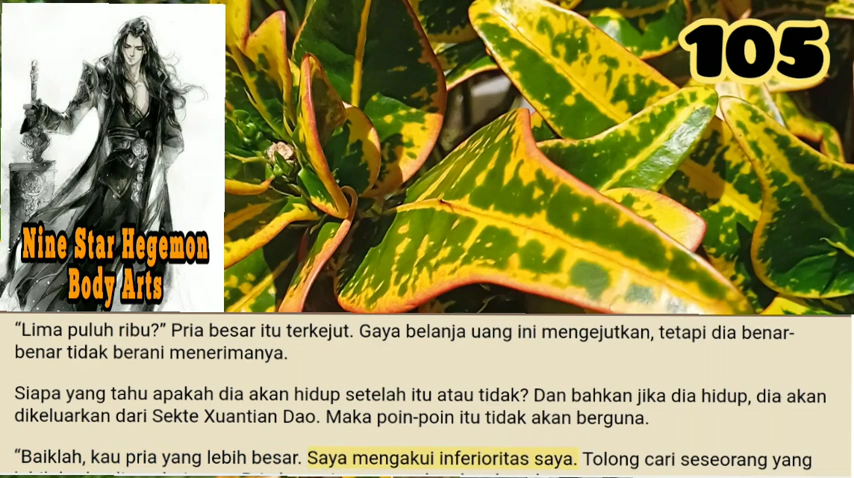 105
Nine Star Hegemon
Body Arts
“Lima puluh ribu?” Pria besar itu terkejut. Gaya belanja uang ini mengejutkan, tetapi dia benar-
benar tidak berani menerimanya.
Siapa yang tahu apakah dia akan hidup setelah itu atau tidak? Dan bahkan jika dia hidup, dia akan
dikeluarkan dari Sekte Xuantian Dao. Maka poin-poin itu tidak akan berguna.
“Baiklah, kau pria yang lebih besar. Saya mengakui inferioritas saya. Tolong cari seseorang yang